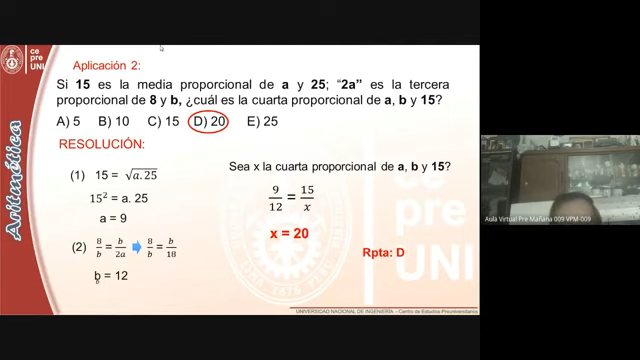 ce
pre
UNI
Aplicación 2:
Si 15 es la media proporcional de a y 25; "2a" es la tercera
proporcional de 8 y b, ¿cuál es la cuarta proporcional de a, b y 15?
A) 5 B) 10 C) 15 D) 20 E) 25
RESOLUCIÓN:
(1) 15 = √a.25
15² = a. 25
a = 9
(2) 8/b = b/2a ➡ 8/b = b/18
b = 12
Sea x la cuarta proporcional de a, b y 15?
9/12 = 15/x
x = 20
Rpta: D
Aritmética
ce
pre
UNI
UNIVERSIDAD NACIONAL DE INGENIERÍA – Centro de Estudios Preuniversitarios
Aula Virtual Pre Mañana 009 VPM-009